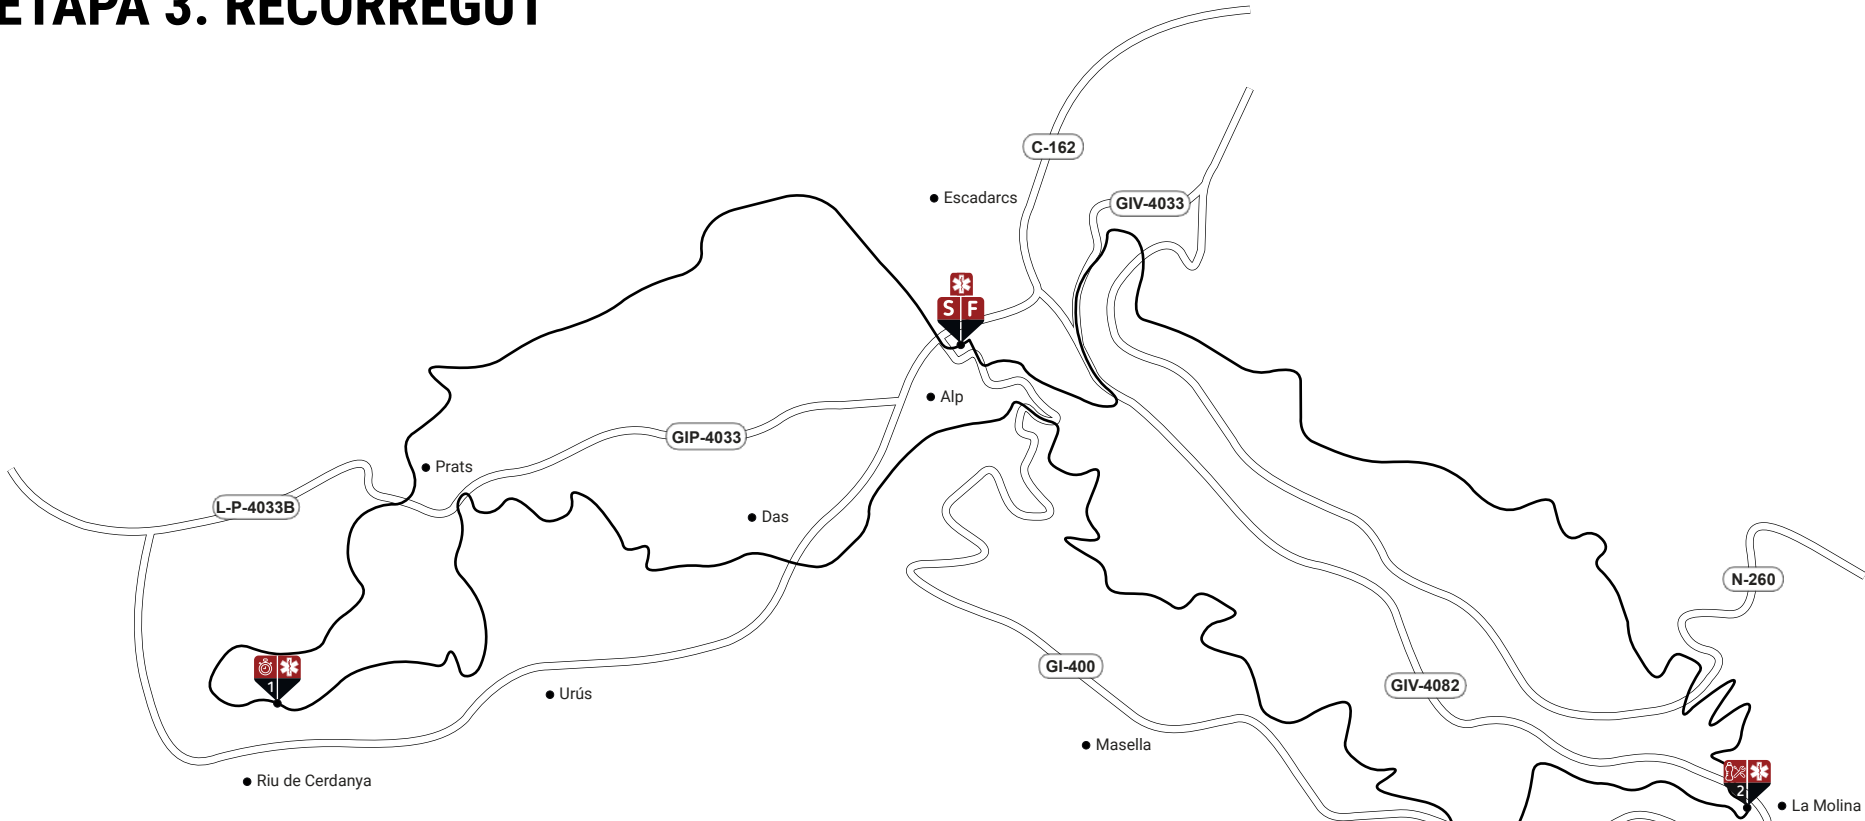 ETAPA 3. RECORREGUT
C-162
Escadarcs
GIV-4033
S F
Alp
GIP-4033
Prats
L-P-4033B
Das
N-260
GI-400
1
GIV-4082
Urús
Masella
Riu de Cerdanya
2
La Molina